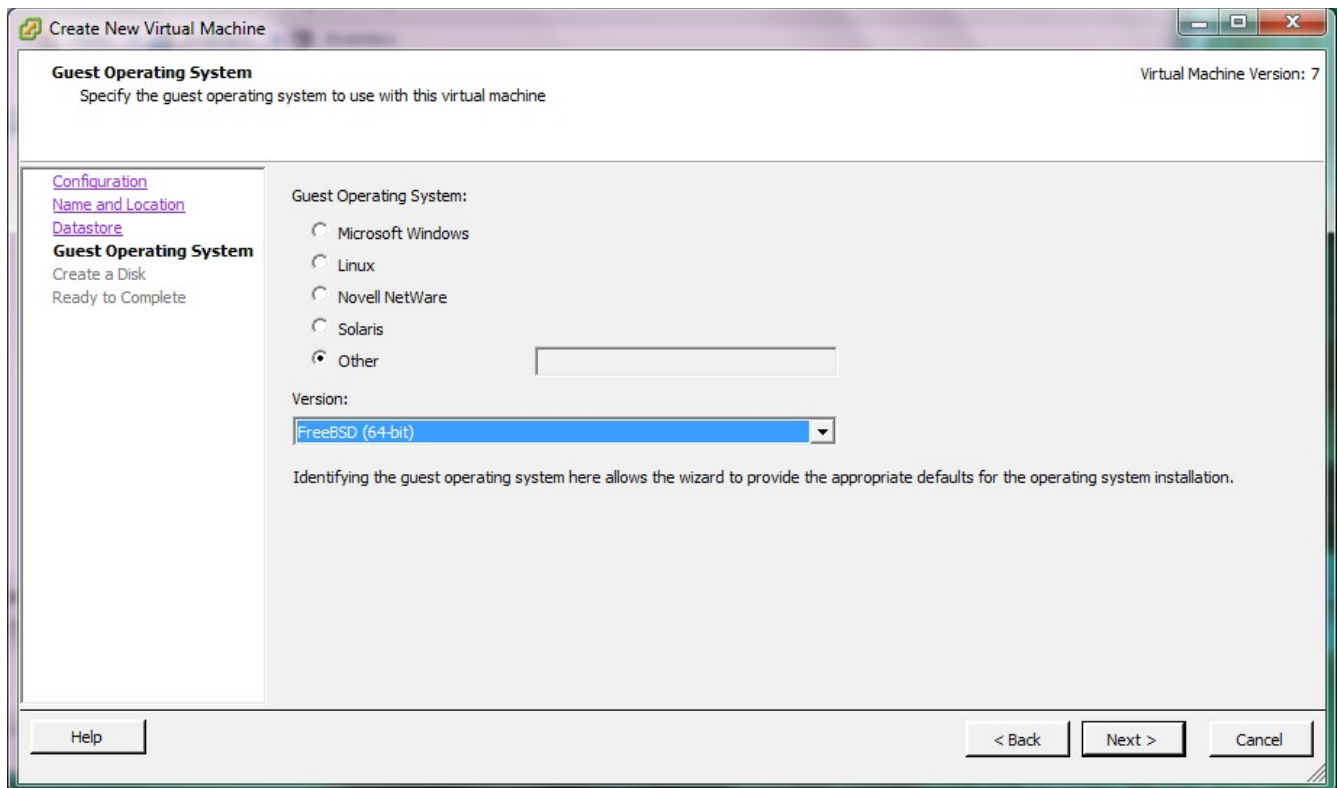 Create New Virtual Machine
Guest Operating System
Virtual Machine Version: 7
Specify the guest operating system to use with this virtual machine
Configuration
Name and Location
Datastore
Guest Operating System
Create a Disk
Ready to Complete
Guest Operating System:
Microsoft Windows
Linux
Novell NetWare
Solaris
Other
Version:
FreeBSD (64-bit)
Identifying the guest operating system here allows the wizard to provide the appropriate defaults for the operating system installation.
Help
< Back
Next >
Cancel